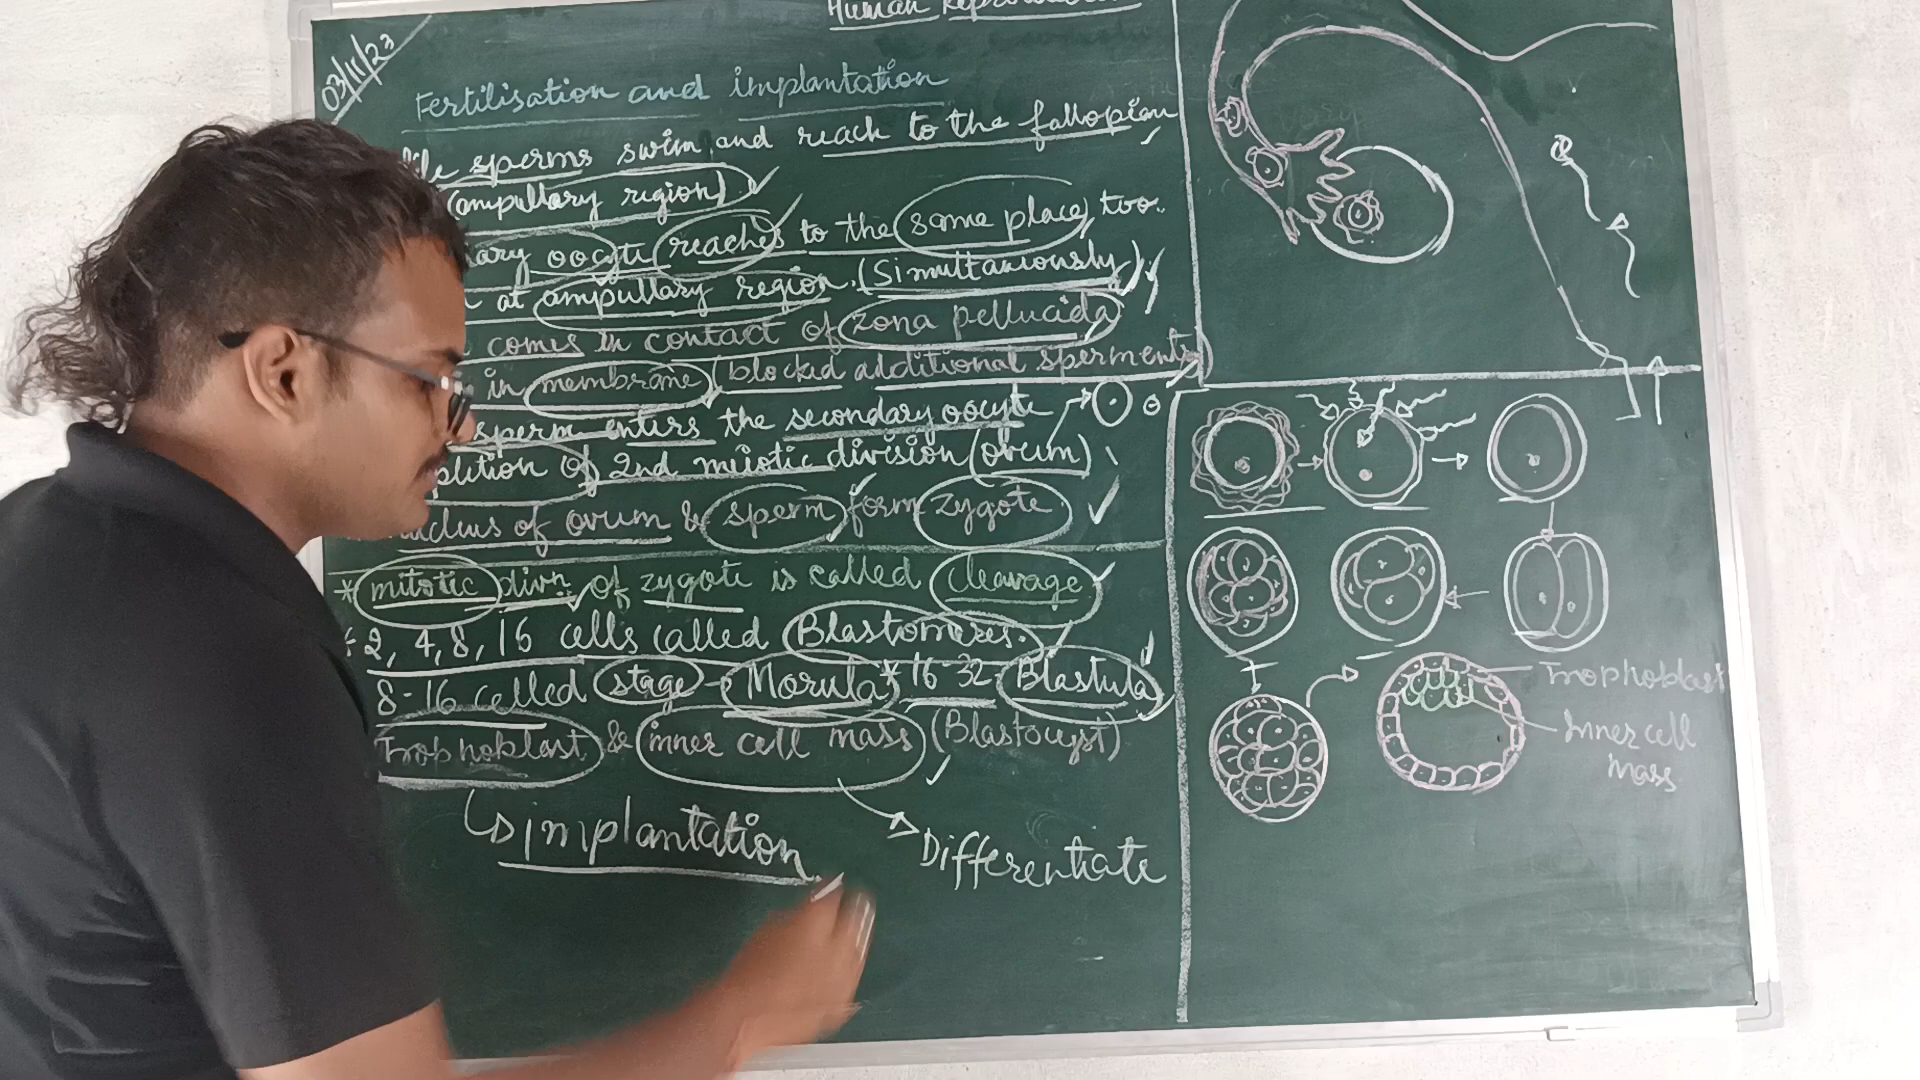 Human Reproduction
03/11/23
Fertilisation and implantation
sperms swim and reach to the fallopian
(ampullary region)
oocyte reaches to the same place too.
at ampullary region. (Simultaniously)
comes in contact of Zona pellucida
in membrane (blocked additional sperm entry)
sperm enters the secondary oocyte
of 2nd meiotic division (ovum)
of ovum & sperm form zygote
* mitotic divn of zygote is called cleavage
* 2, 4, 8, 16 cells called Blastomeres.
8-16 called stage - Morula * 16-32- Blastula
Trophoblast & inner cell mass (Blastocyst)
implantation
Differentiate
Trophoblast
Inner cell
mass